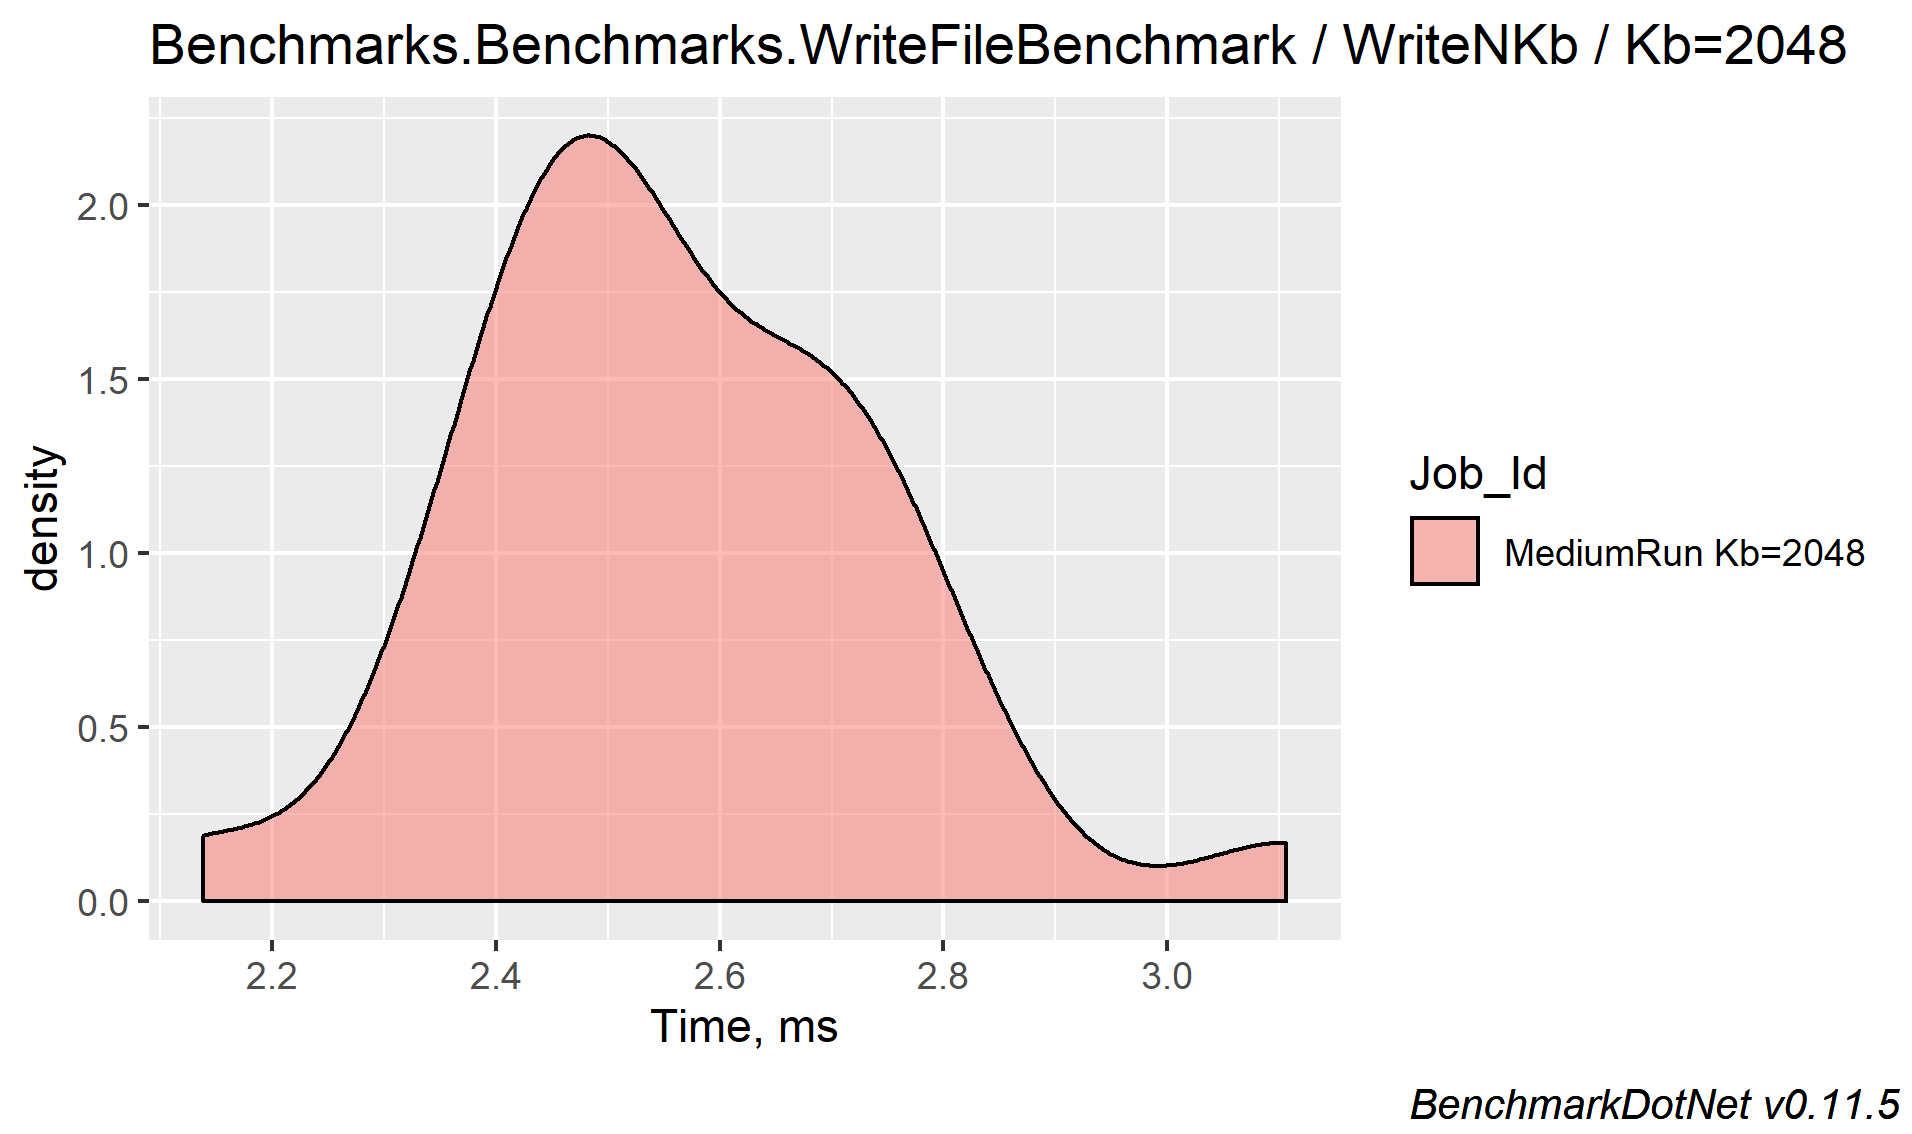 Benchmarks.Benchmarks.WriteFileBenchmark / WriteNKb / Kb=2048
density
2.0
1.5
1.0
0.5
0.0
2.2 2.4 2.6 2.8 3.0
Time, ms
Job_Id
MediumRun Kb=2048
BenchmarkDotNet v0.11.5